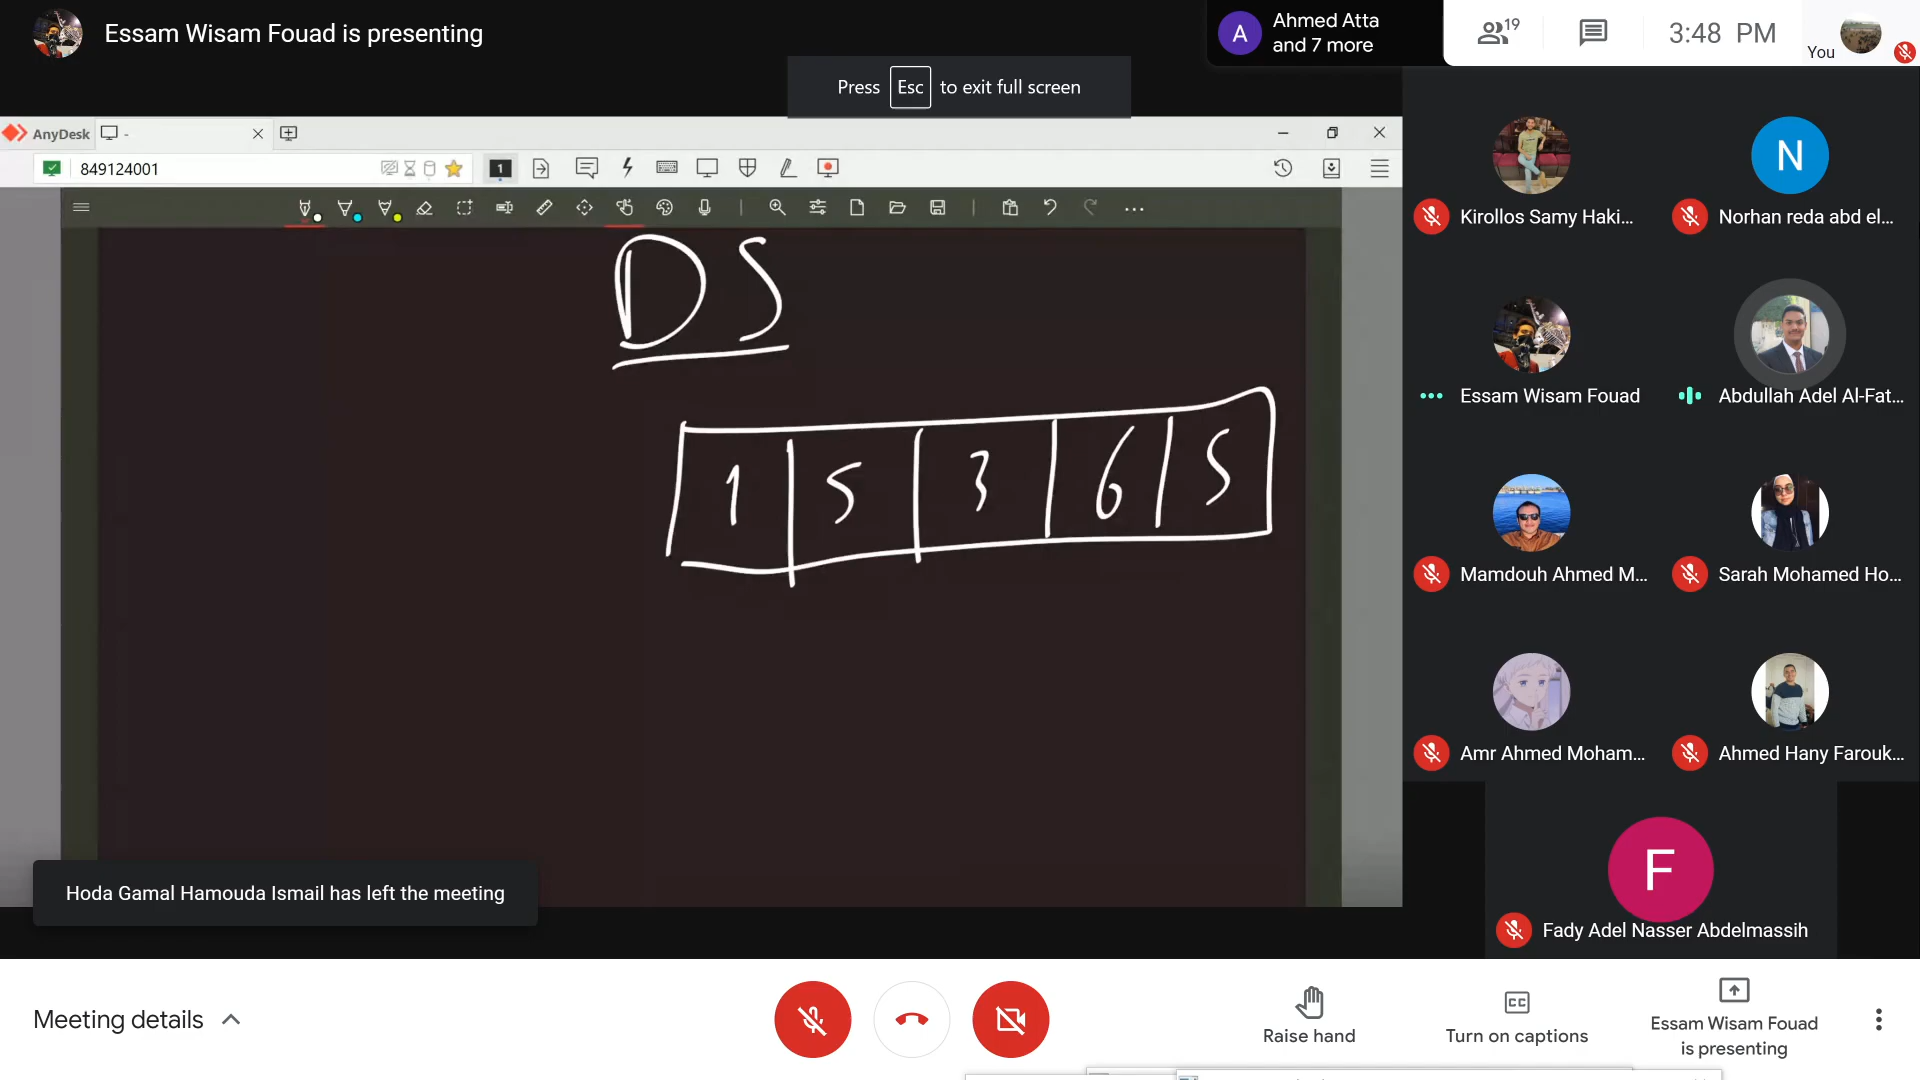 Essam Wisam Fouad is presenting
A
Ahmed Atta
and 7 more
19
3:48 PM
You
Press Esc to exit full screen
AnyDesk
-
849124001
1
DS
1 5 3 6 5
Kirollos Samy Haki...
N
Norhan reda abd el...
Essam Wisam Fouad
Abdullah Adel Al-Fat...
Mamdouh Ahmed M...
Sarah Mohamed Ho...
Amr Ahmed Moham...
Ahmed Hany Farouk...
F
Fady Adel Nasser Abdelmassih
Hoda Gamal Hamouda Ismail has left the meeting
Meeting details
Raise hand
CC
Turn on captions
Essam Wisam Fouad
is presenting